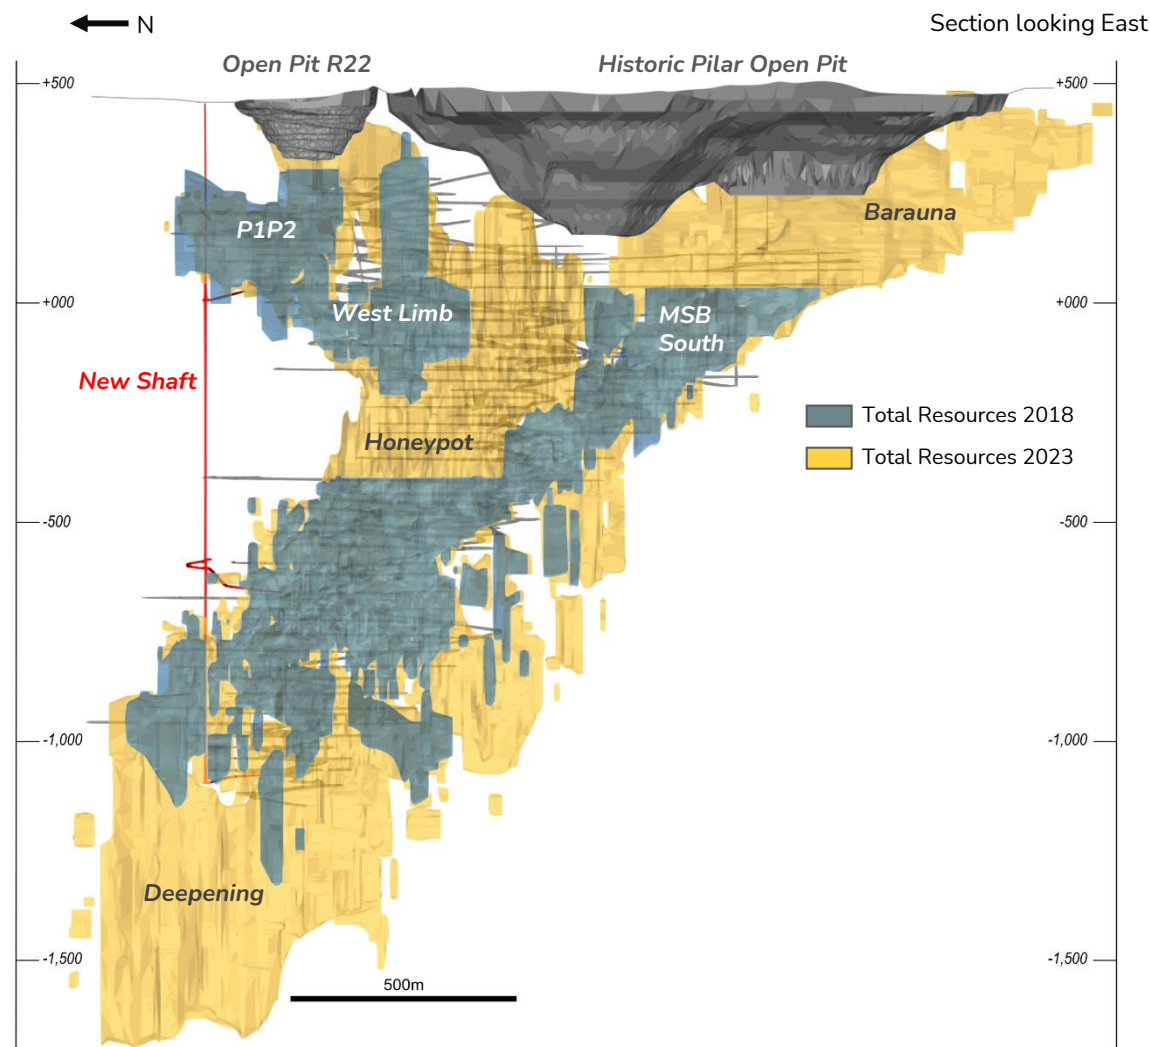 N
Section looking East
Open Pit R22
Historic Pilar Open Pit
+500
+500
Barauna
P1P2
+000
+000
West Limb
MSB
South
New Shaft
Total Resources 2018
Honeypot
Total Resources 2023
-500
-500
-1,000
-1,000
Deepening
-1,500
-1,500
500m